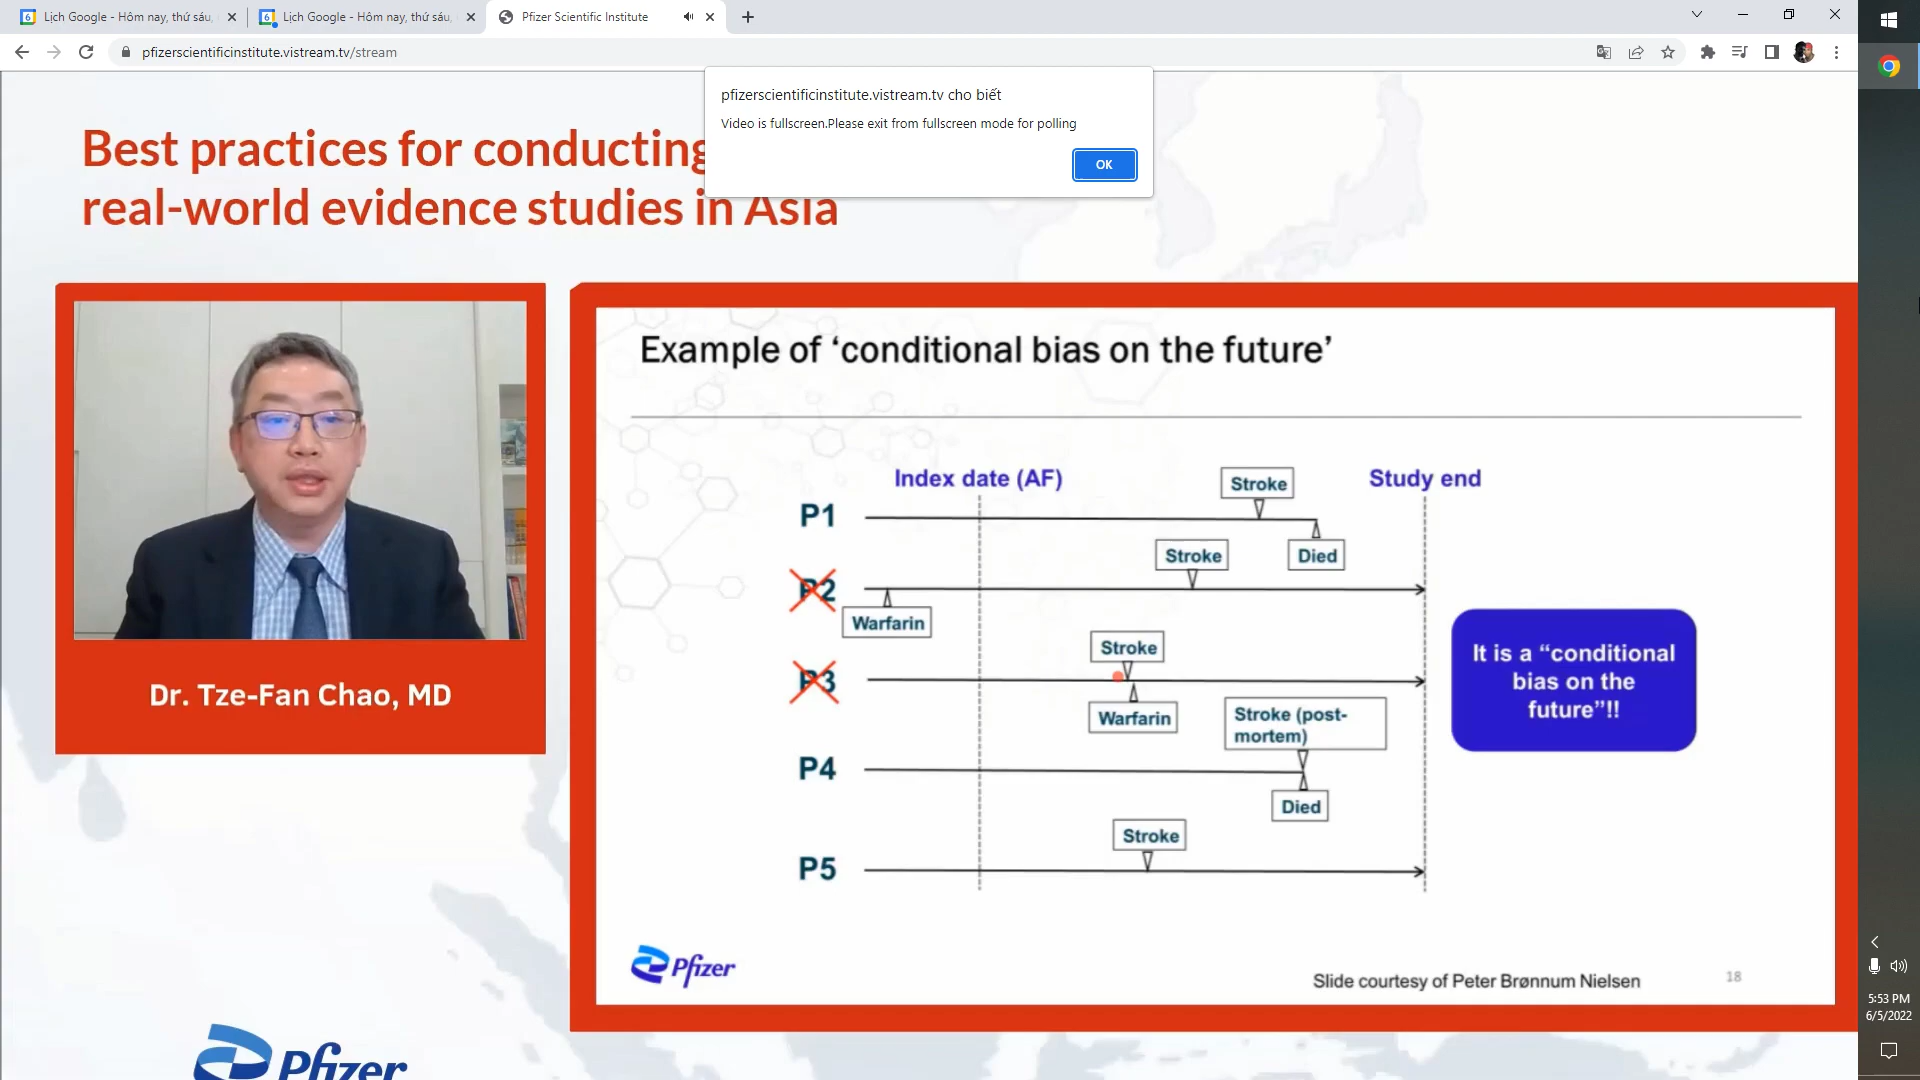 Lịch Google - Hôm nay, thứ sáu,
Lịch Google - Hôm nay, thứ sáu,
Pfizer Scientific Institute
pfizerscientificinstitute.vistream.tv/stream
pfizerscientificinstitute.vistream.tv cho biết
Video is fullscreen.Please exit from fullscreen mode for polling
OK
Best practices for conducting
real-world evidence studies in Asia
Example of ‘conditional bias on the future’
Index date (AF)
Study end
Stroke
P1
Died
Stroke
P2
Warfarin
Stroke
P3
Warfarin
It is a “conditional
bias on the
future”!!
Stroke (post-
mortem)
P4
Died
Stroke
P5
Dr. Tze-Fan Chao, MD
Pfizer
Slide courtesy of Peter Brønnum Nielsen
18
Pfizer
5:53 PM
6/5/2022